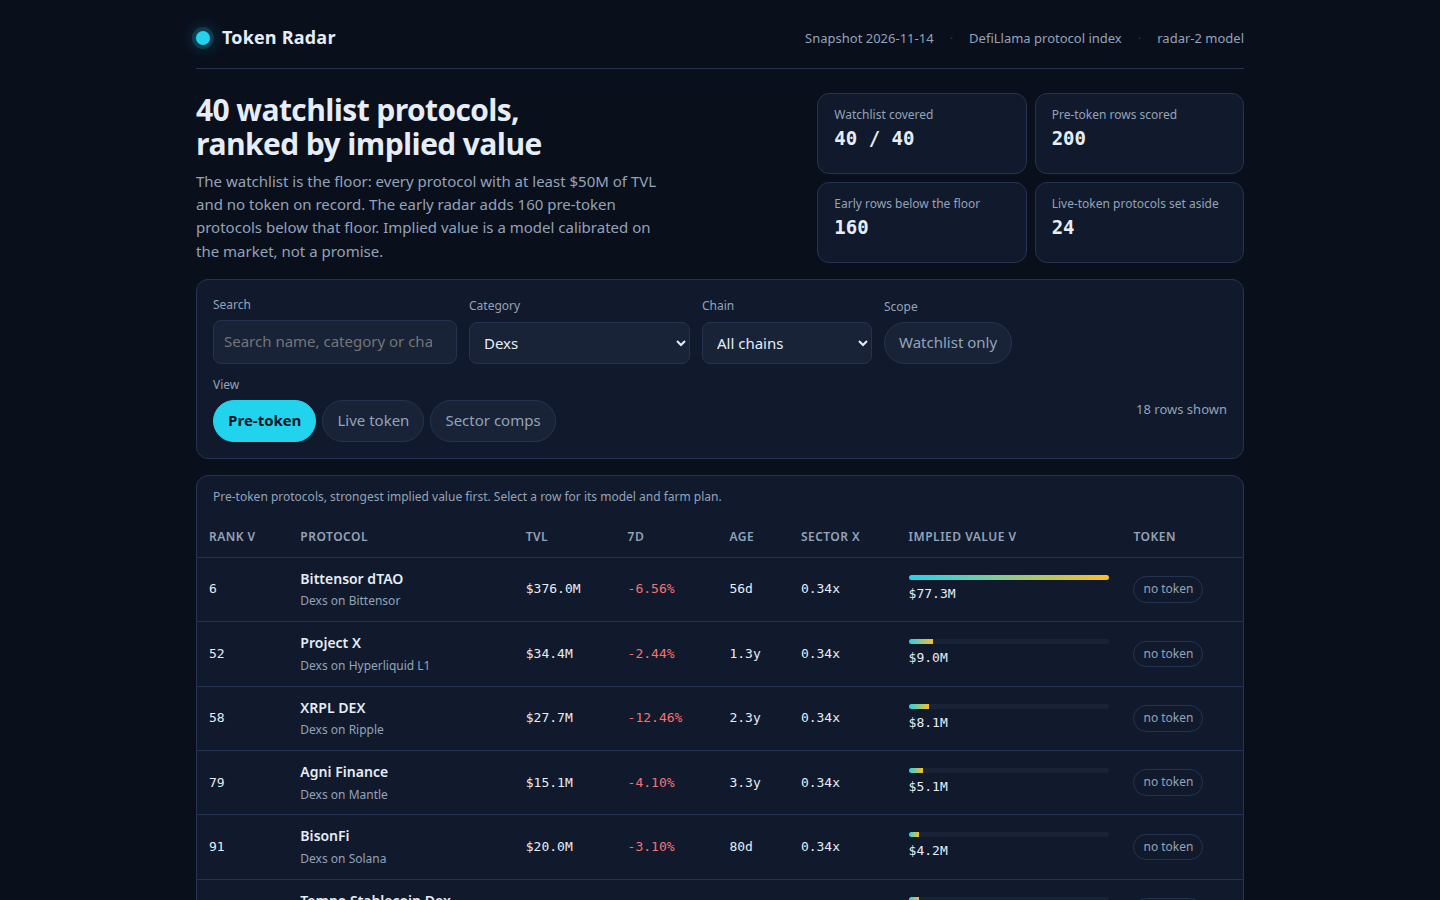 Token Radar
Snapshot 2026-11-14 · DefiLlama protocol index · radar-2 model
40 watchlist protocols,
ranked by implied value
The watchlist is the floor: every protocol with at least $50M of TVL
and no token on record. The early radar adds 160 pre-token
protocols below that floor. Implied value is a model calibrated on
the market, not a promise.
Watchlist covered
40 / 40
Pre-token rows scored
200
Early rows below the floor
160
Live-token protocols set aside
24
Search
Search name, category or cha
Category
Dexs
Chain
All chains
Scope
Watchlist only
View
Pre-token Live token Sector comps
18 rows shown
Pre-token protocols, strongest implied value first. Select a row for its model and farm plan.
RANK V PROTOCOL TVL 7D AGE SECTOR X IMPLIED VALUE V TOKEN
6 Bittensor dTAO $376.0M -6.56% 56d 0.34x $77.3M no token
Dexs on Bittensor
52 Project X $34.4M -2.44% 1.3y 0.34x $9.0M no token
Dexs on Hyperliquid L1
58 XRPL DEX $27.7M -12.46% 2.3y 0.34x $8.1M no token
Dexs on Ripple
79 Agni Finance $15.1M -4.10% 3.3y 0.34x $5.1M no token
Dexs on Mantle
91 BisonFi $20.0M -3.10% 80d 0.34x $4.2M no token
Dexs on Solana
Tempo Stablecoin Dex